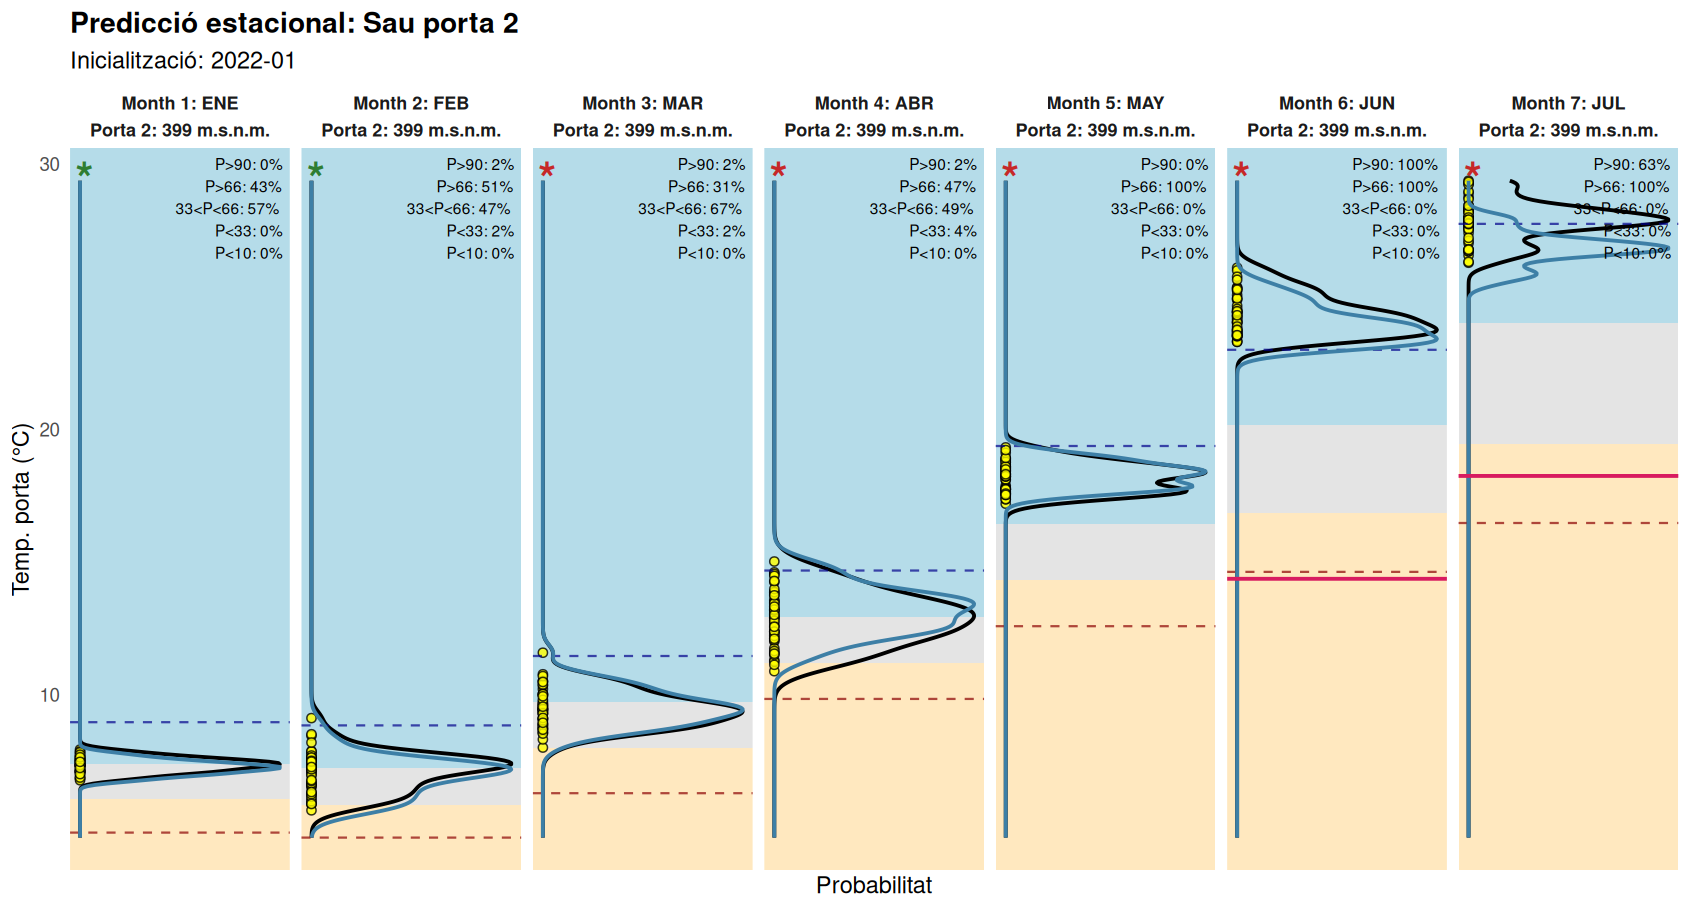 Predicció estacional: Sau porta 2
Inicialització: 2022-01
Month 1: ENE
Porta 2: 399 m.s.n.m.
Month 2: FEB
Porta 2: 399 m.s.n.m.
Month 3: MAR
Porta 2: 399 m.s.n.m.
Month 4: ABR
Porta 2: 399 m.s.n.m.
Month 5: MAY
Porta 2: 399 m.s.n.m.
Month 6: JUN
Porta 2: 399 m.s.n.m.
Month 7: JUL
Porta 2: 399 m.s.n.m.
*
P>90: 0%
P>66: 43%
33<P<66: 57%
P<33: 0%
P<10: 0%
*
P>90: 2%
P>66: 51%
33<P<66: 47%
P<33: 2%
P<10: 0%
*
P>90: 2%
P>66: 31%
33<P<66: 67%
P<33: 2%
P<10: 0%
*
P>90: 2%
P>66: 47%
33<P<66: 49%
P<33: 4%
P<10: 0%
*
P>90: 0%
P>66: 100%
33<P<66: 0%
P<33: 0%
P<10: 0%
*
P>90: 100%
P>66: 100%
33<P<66: 0%
P<33: 0%
P<10: 0%
*
P>90: 63%
P>66: 100%
33<P<66: 0%
P<33: 0%
P<10: 0%
30
20
10
Temp. porta (°C)
Probabilitat